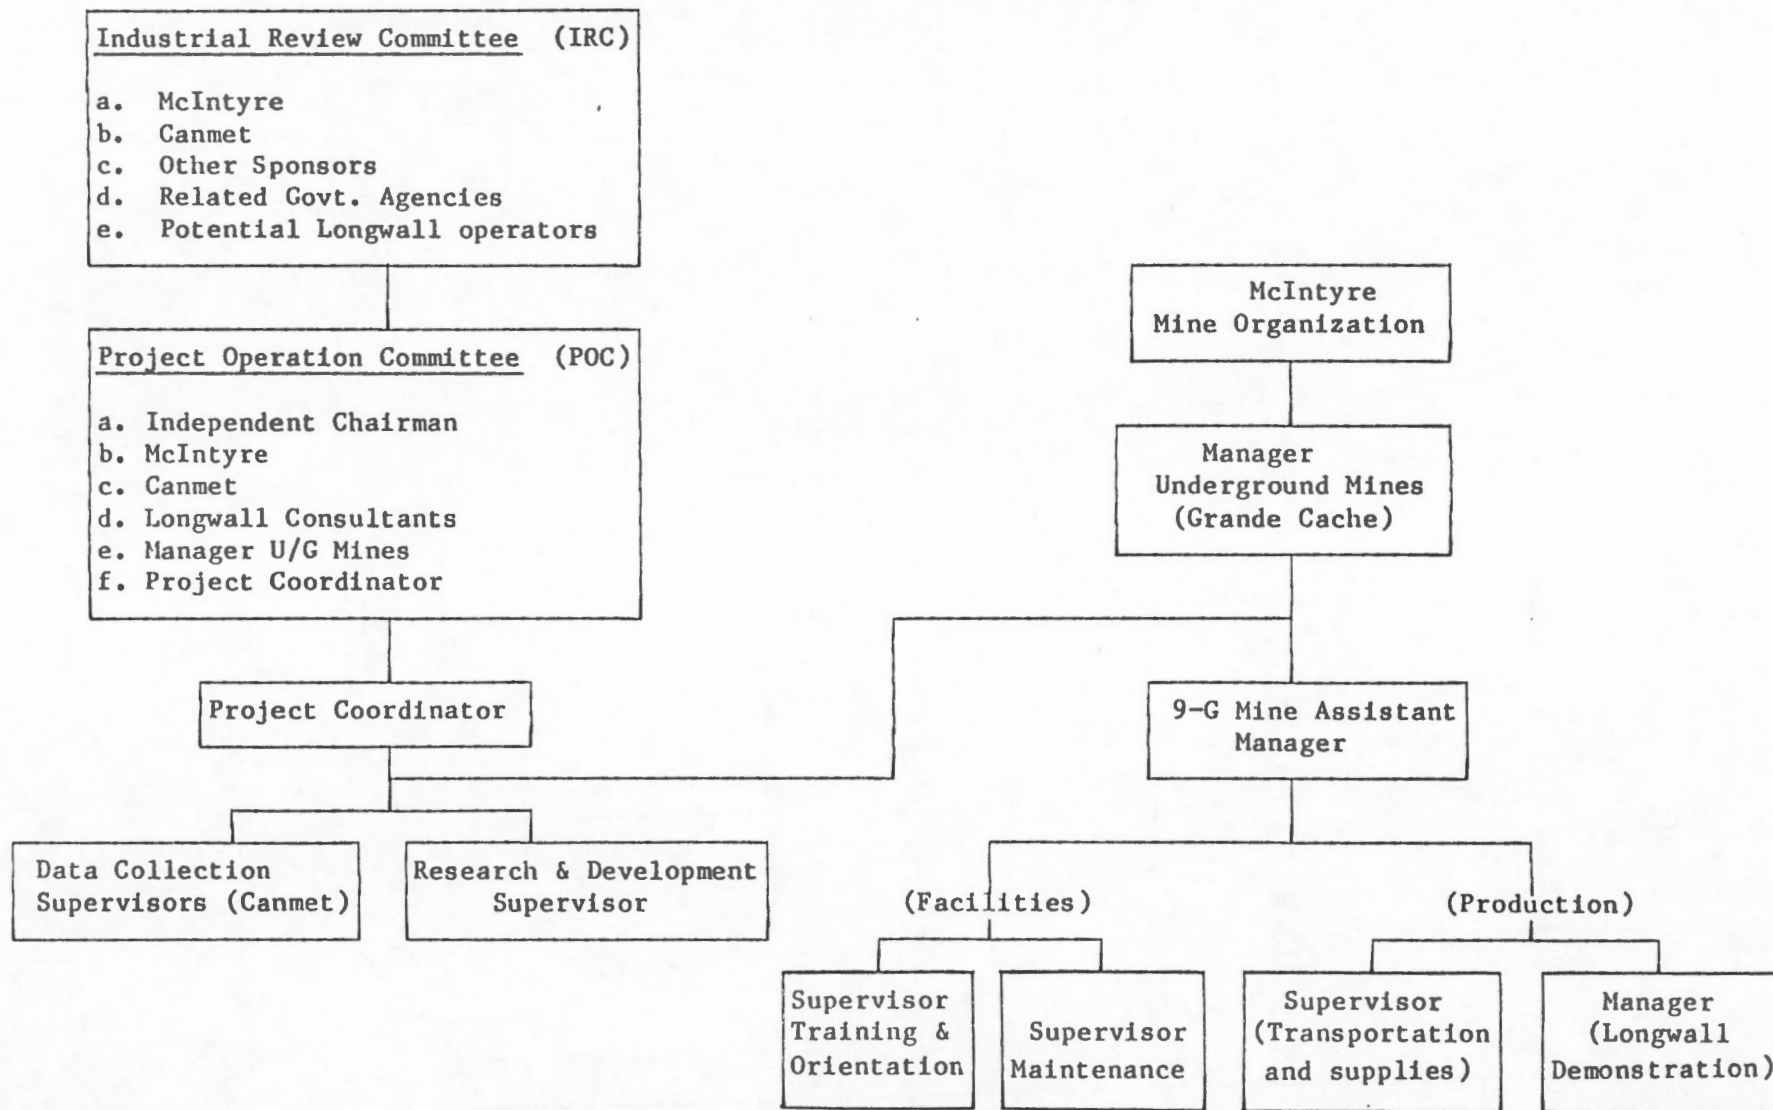 Industrial Review Committee (IRC)
a. McIntyre
b. Canmet
c. Other Sponsors
d. Related Govt. Agencies
e. Potential Longwall operators
Project Operation Committee (POC)
a. Independent Chairman
b. McIntyre
c. Canmet
d. Longwall Consultants
e. Manager U/G Mines
f. Project Coordinator
Project Coordinator
Data Collection
Supervisors (Canmet)
Research & Development
Supervisor
McIntyre
Mine Organization
Manager
Underground Mines
(Grande Cache)
9-G Mine Assistant
Manager
(Facilities)
(Production)
Supervisor
Training &
Orientation
Supervisor
Maintenance
Supervisor
(Transportation
and supplies)
Manager
(Longwall
Demonstration)